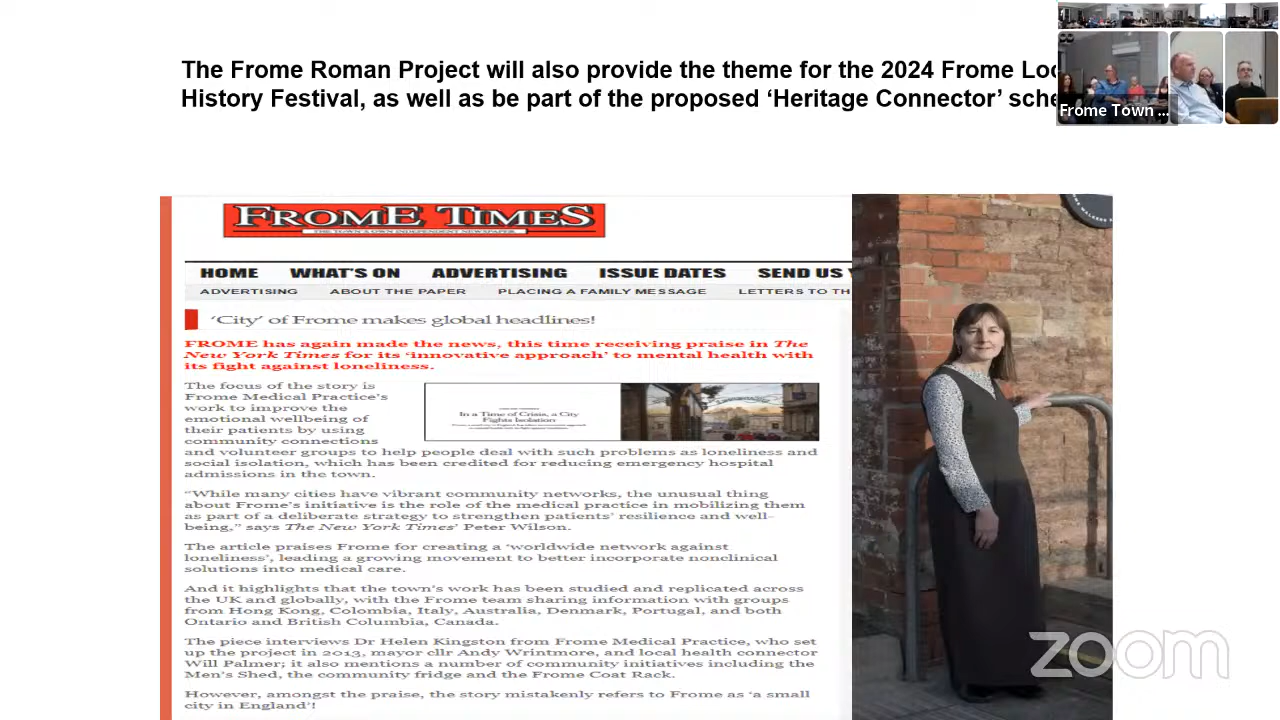 The Frome Roman Project will also provide the theme for the 2024 Frome
History Festival, as well as be part of the proposed ‘Heritage Connector’
Frome Town ...
FROME TIMES
THE TOWN'S OWN INDEPENDENT NEWSPAPER
HOME WHAT'S ON ADVERTISING ISSUE DATES SEND US
ADVERTISING ABOUT THE PAPER PLACING A FAMILY MESSAGE LETTERS TO
‘City’ of Frome makes global headlines!
FROME has again made the news, this time receiving praise in The
New York Times for its ‘innovative approach’ to mental health with
its fight against loneliness.
The focus of the story is
Frome Medical Practice’s
work to improve the
emotional wellbeing of
their patients by using
community connections
and volunteer groups to help people deal with such problems as loneliness and
social isolation, which has been credited for reducing emergency hospital
admissions in the town.
In a Time of Crisis, a City
Fights Isolation
“While many cities have vibrant community networks, the unusual thing
about Frome’s initiative is the role of the medical practice in mobilizing them
as part of a deliberate strategy to strengthen patients’ resilience and well-
being,” says The New York Times’ Peter Wilson.
The article praises Frome for creating a ‘worldwide network against
loneliness’, leading a growing movement to better incorporate nonclinical
solutions into medical care.
And it highlights that the town’s work has been studied and replicated across
the UK and globally, with the Frome team sharing information with groups
from Hong Kong, Colombia, Italy, Australia, Denmark, Portugal, and both
Ontario and British Columbia, Canada.
The piece interviews Dr Helen Kingston from Frome Medical Practice, who set
up the project in 2013, mayor cllr Andy Wrintmore, and local health connector
Will Palmer; it also mentions a number of community initiatives including the
Men’s Shed, the community fridge and the Frome Coat Rack.
However, amongst the praise, the story mistakenly refers to Frome as ‘a small
city in England’!
zoom